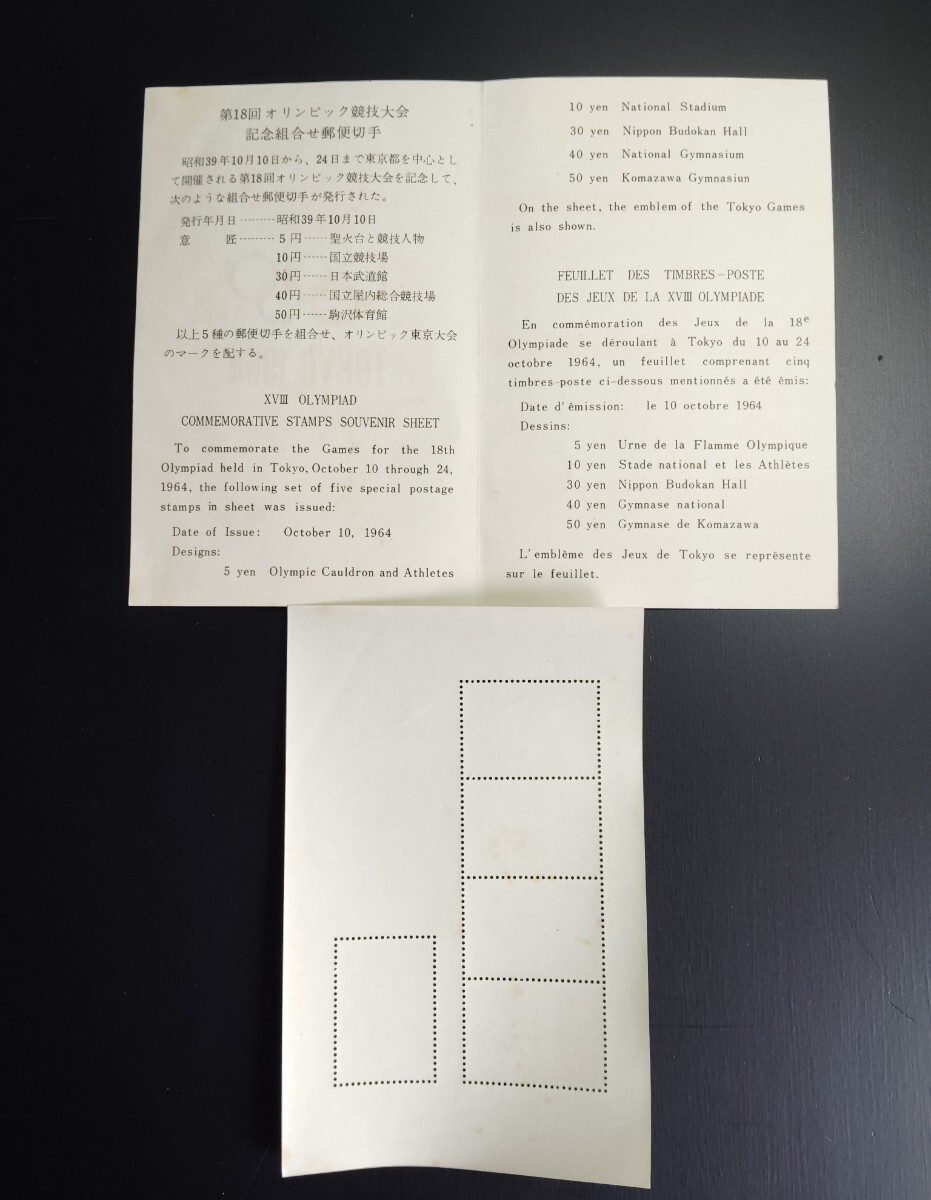 第18回オリンピック競技大会
記念組合せ郵便切手
昭和39年10月10日から、24日まで東京都を中心とし
て開催される第18回オリンピック競技大会を記念して、
次のような組合せ郵便切手が発行された。
発行年月日………昭和39年10月10日
意　　匠………5円……聖火台と競技人物
10円……国立競技場
30円……日本武道館
40円……国立屋内総合競技場
50円……駒沢体育館
以上5種の郵便切手を組合せ、オリンピック東京大会
のマークを配する。
XVIII OLYMPIAD
COMMEMORATIVE STAMPS SOUVENIR SHEET
To commemorate the Games for the 18th
Olympiad held in Tokyo, October 10 through 24,
1964, the following set of five special postage
stamps in sheet was issued:
Date of Issue: October 10, 1964
Designs:
5 yen Olympic Cauldron and Athletes
10 yen National Stadium
30 yen Nippon Budokan Hall
40 yen National Gymnasium
50 yen Komazawa Gymnasiun
On the sheet, the emblem of the Tokyo Games
is also shown.
FEUILLET DES TIMBRES-POSTE
DES JEUX DE LA XVIII OLYMPIADE
En commémoration des Jeux de la 18e
Olympiade se déroulant à Tokyo du 10 au 24
octobre 1964, un feuillet comprenant cinq
timbres-poste ci-dessous mentionnés a été émis:
Date d'émission: le 10 octobre 1964
Dessins:
5 yen Urne de la Flamme Olympique
10 yen Stade national et les Athlètes
30 yen Nippon Budokan Hall
40 yen Gymnase national
50 yen Gymnase de Komazawa
L'emblème des Jeux de Tokyo se représente
sur le feuillet.